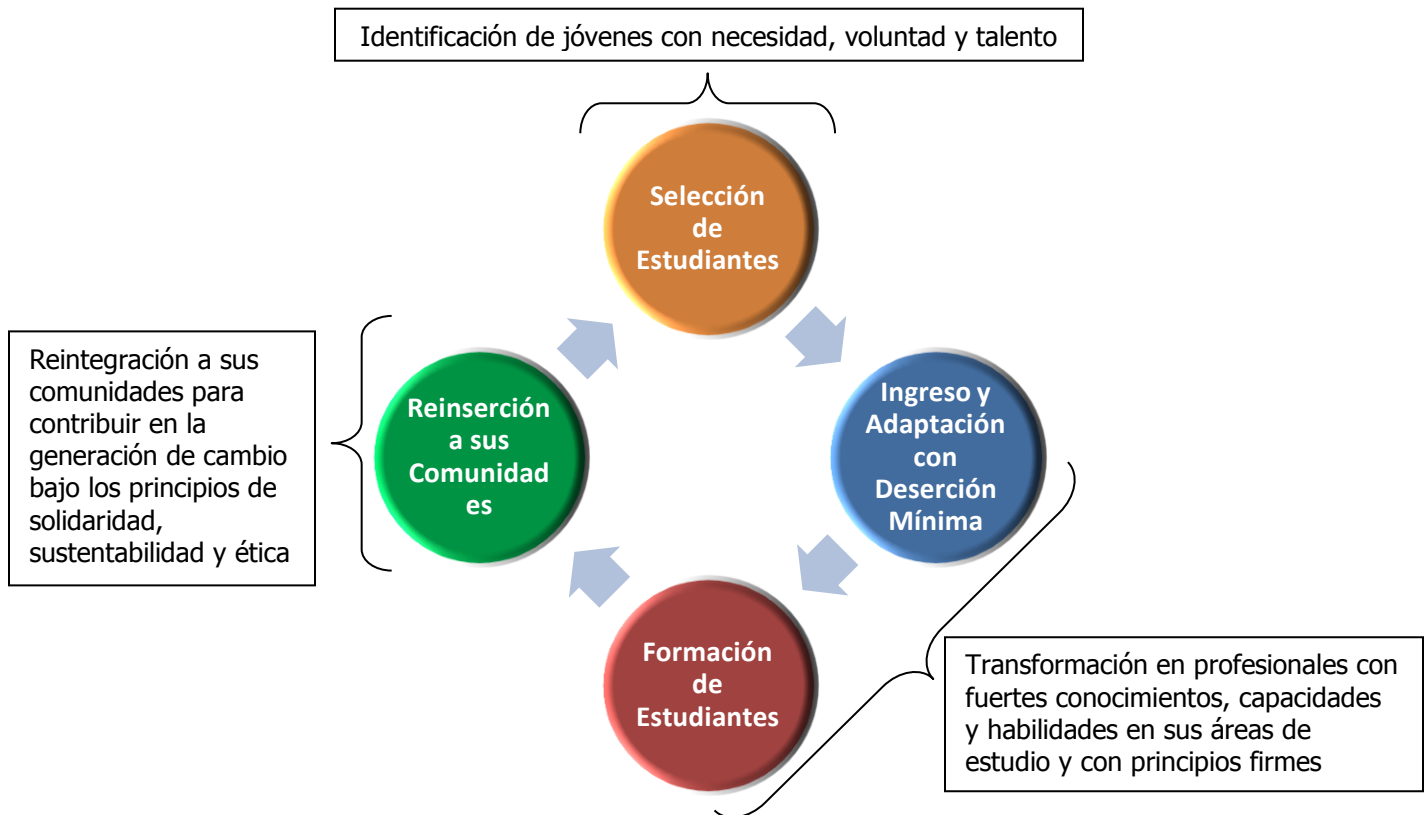 Identificación de jóvenes con necesidad, voluntad y talento
Selección
de
Estudiantes
Ingreso y
Adaptación
con
Deserción
Mínima
Transformación en profesionales con
fuertes conocimientos, capacidades
y habilidades en sus áreas de
estudio y con principios firmes
Formación
de
Estudiantes
Reinserción
a sus
Comunidad
es
Reintegración a sus
comunidades para
contribuir en la
generación de cambio
bajo los principios de
solidaridad,
sustentabilidad y ética